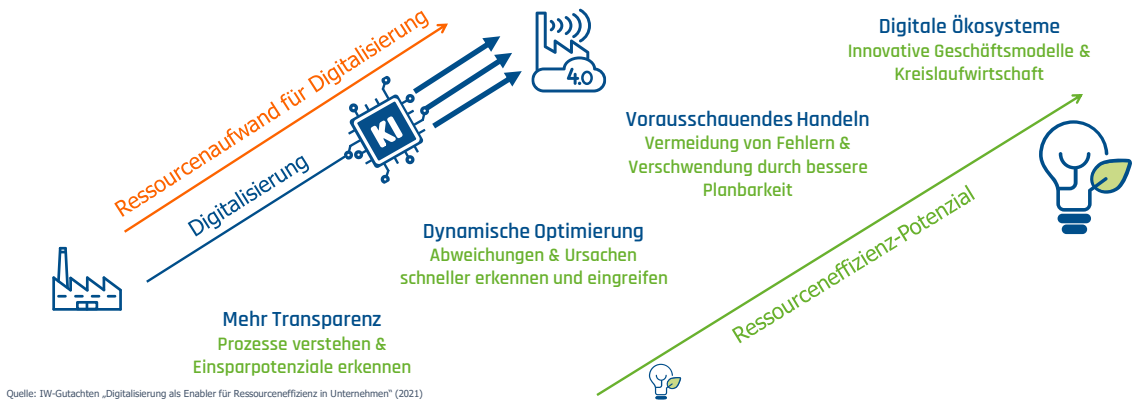 Ressourcenaufwand für Digitalisierung
Digitalisierung
KI
4.0
Digitale Ökosysteme
Innovative Geschäftsmodelle &
Kreislaufwirtschaft
Vorausschauendes Handeln
Vermeidung von Fehlern &
Verschwendung durch bessere
Planbarkeit
Dynamische Optimierung
Abweichungen & Ursachen
schneller erkennen und eingreifen
Mehr Transparenz
Prozesse verstehen &
Einsparpotenziale erkennen
Ressourceneffizienz-Potenzial
Quelle: IW-Gutachten „Digitalisierung als Enabler für Ressourceneffizienz in Unternehmen“ (2021)